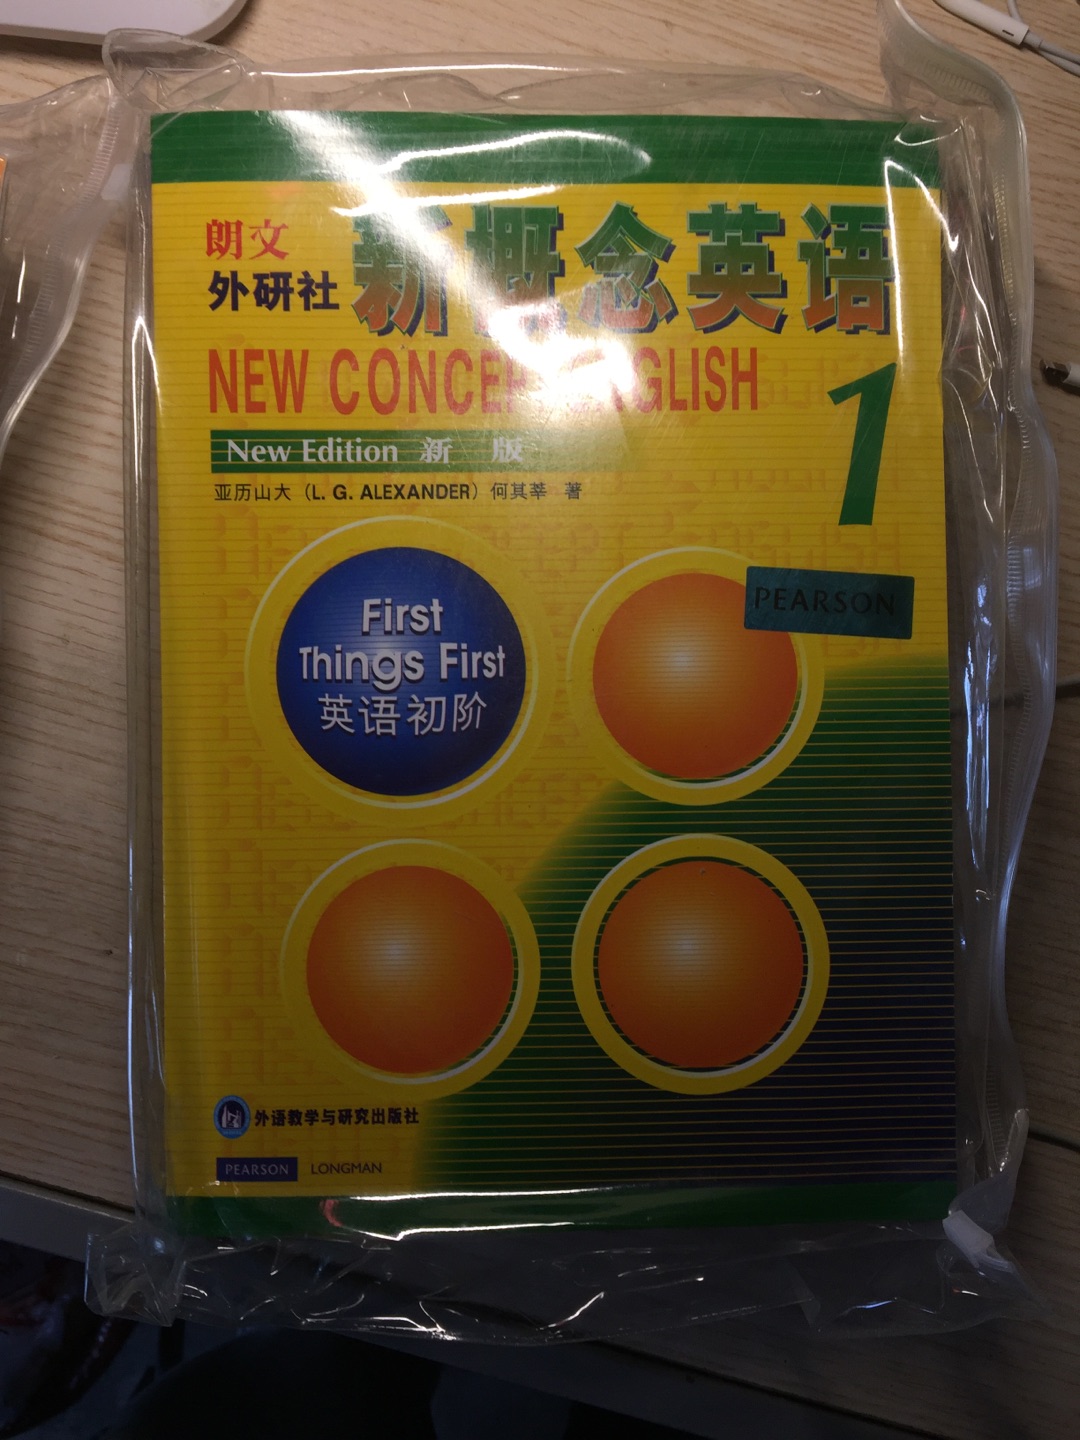 朗文
外研社
新概念英语
NEW CONCEPT ENGLISH
1
New Edition 新 版
亚历山大（L. G. ALEXANDER）何其莘 著
PEARSON
First
Things First
英语初阶
外语教学与研究出版社
PEARSON LONGMAN